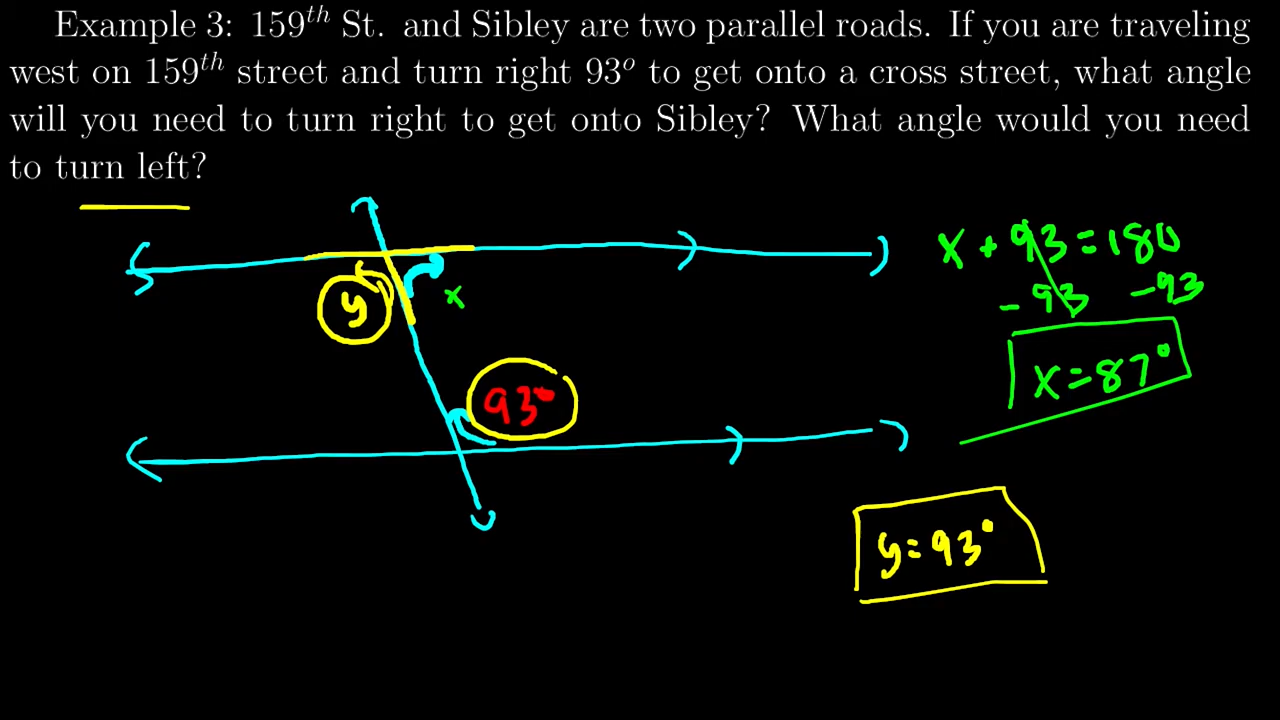 Example 3: 159th St. and Sibley are two parallel roads. If you are traveling
west on 159th street and turn right 93° to get onto a cross street, what angle
will you need to turn right to get onto Sibley? What angle would you need
to turn left?
x + 93 = 180
- 93 - 93
x = 87°
y
x
93°
y = 93°